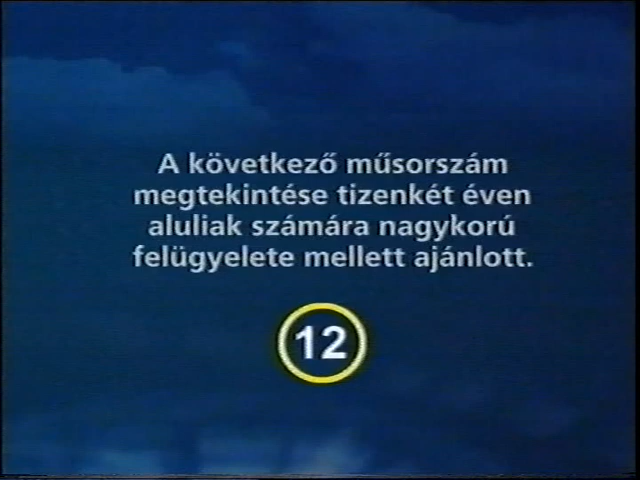 A következő műsorszám
megtekintése tizenkét éven
aluliak számára nagykorú
felügyelete mellett ajánlott.
12